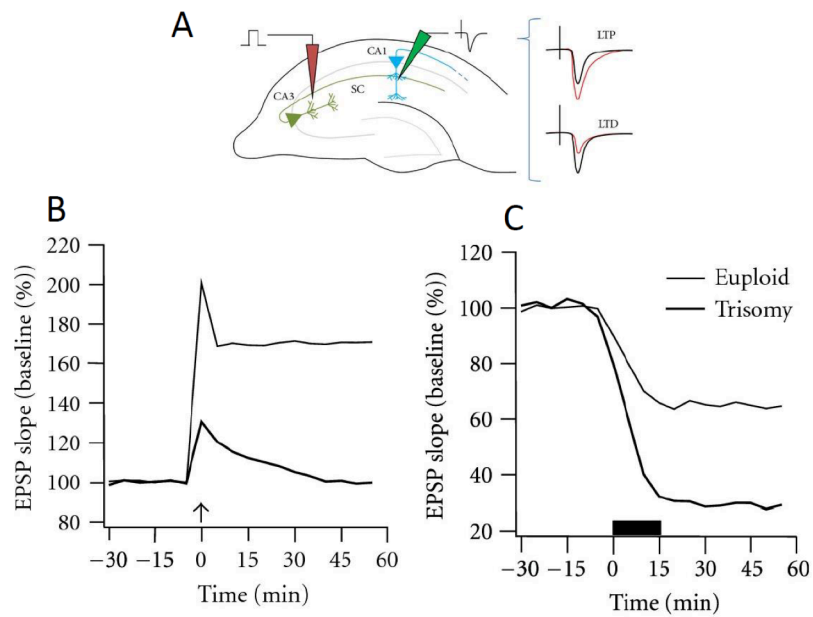 A
CA1
LTP
SC
CA3
LTD
B
220
200
180
160
140
120
100
80
EPSP slope (baseline (%))
−30 −15 0 15 30 45 60
Time (min)
C
120
100
80
60
40
20
EPSP slope (baseline (%))
Euploid
Trisomy
−30 −15 0 15 30 45 60
Time (min)